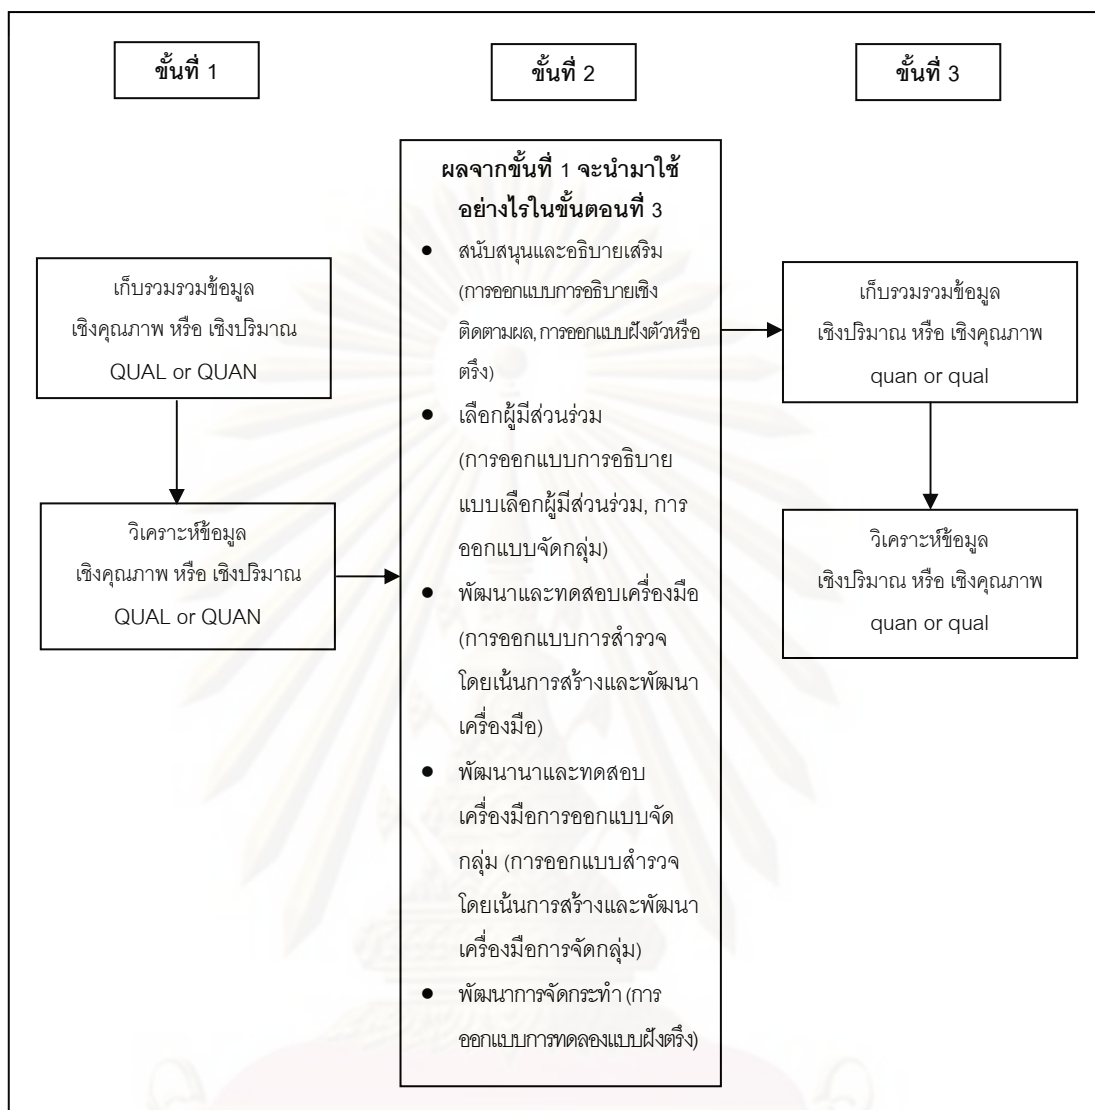 ขั้นที่ 1
ขั้นที่ 2
ขั้นที่ 3
เก็บรวมรวมข้อมูล
เชิงคุณภาพ หรือ เชิงปริมาณ
QUAL or QUAN
วิเคราะห์ข้อมูล
เชิงคุณภาพ หรือ เชิงปริมาณ
QUAL or QUAN
ผลจากขั้นที่ 1 จะนำมาใช้
อย่างไรในขั้นตอนที่ 3
● สนับสนุนและอธิบายเสริม
(การออกแบบการอธิบายเชิง
ติดตามผล, การออกแบบฝังตัวหรือ
ตรึง)
● เลือกผู้มีส่วนร่วม
(การออกแบบการอธิบาย
แบบเลือกผู้มีส่วนร่วม, การ
ออกแบบจัดกลุ่ม)
● พัฒนาและทดสอบเครื่องมือ
(การออกแบบการสำรวจ
โดยเน้นการสร้างและพัฒนา
เครื่องมือ)
● พัฒนานาและทดสอบ
เครื่องมือการออกแบบจัด
กลุ่ม (การออกแบบสำรวจ
โดยเน้นการสร้างและพัฒนา
เครื่องมือการจัดกลุ่ม)
● พัฒนาการจัดกระทำ (การ
ออกแบบการทดลองแบบฝังตรึง)
เก็บรวมรวมข้อมูล
เชิงปริมาณ หรือ เชิงคุณภาพ
quan or qual
วิเคราะห์ข้อมูล
เชิงปริมาณ หรือ เชิงคุณภาพ
quan or qual